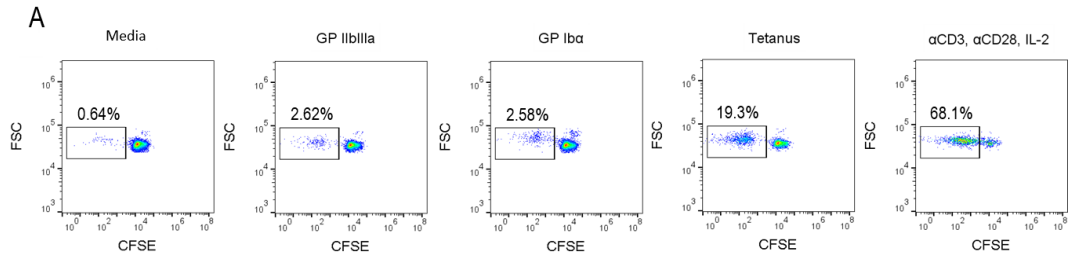 A
Media
GP IIbIIIa
GP Ibα
Tetanus
αCD3, αCD28, IL-2
0.64%
2.62%
2.58%
19.3%
68.1%
FSC
FSC
FSC
FSC
FSC
10^6
10^5
10^4
10^3
10^6
10^5
10^4
10^3
10^6
10^5
10^4
10^3
10^6
10^5
10^4
10^3
10^6
10^5
10^4
10^3
0 10^2 10^4 10^6 10^8
0 10^2 10^4 10^6 10^8
0 10^2 10^4 10^6 10^8
0 10^2 10^4 10^6 10^8
0 10^2 10^4 10^6 10^8
CFSE
CFSE
CFSE
CFSE
CFSE